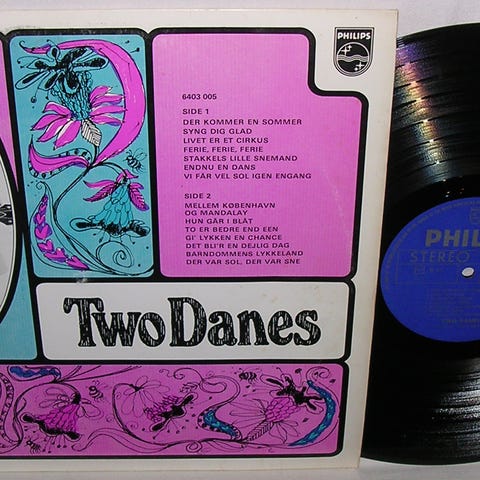 PHILIPS
6403 005
SIDE 1
DER KOMMER EN SOMMER
SYNG DIG GLAD
LIVET ER ET CIRKUS
FERIE, FERIE, FERIE
STAKKELS LILLE SNEMAND
ENDNU EN DANS
VI FÅR VEL SOL IGEN ENGANG
SIDE 2
MELLEM KØBENHAVN
OG MANDALAY
HUN GÅR I BLÅT
TO ER BEDRE END EEN
GI' LYKKEN EN CHANCE
DET BLI'R EN DEJLIG DAG
BARNDOMMENS LYKKELAND
DER VAR SOL, DER VAR SNE
Two Danes
PHIL
STEREO